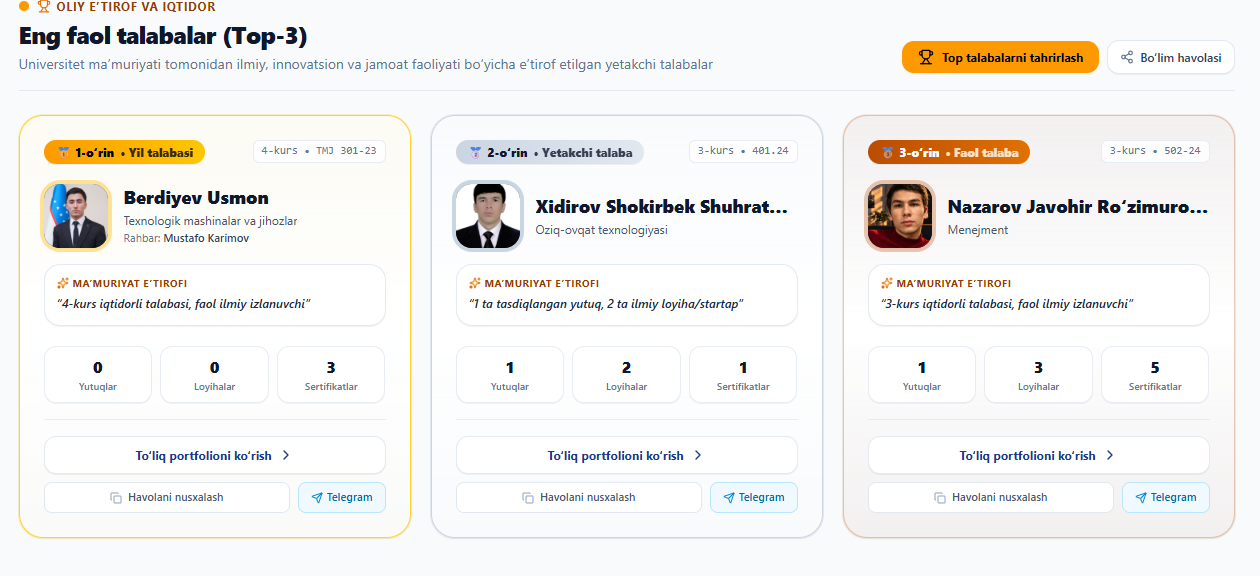 OLIY E’TIROF VA IQTIDOR
Eng faol talabalar (Top-3)
Universitet ma’muriyati tomonidan ilmiy, innovatsion va jamoat faoliyati bo‘yicha e’tirof etilgan yetakchi talabalar
Top talabalarni tahrirlash
Bo‘lim havolasi
1-o‘rin • Yil talabasi
4-kurs • TMJ 301-23
Berdiyev Usmon
Texnologik mashinalar va jihozlar
Rahbar: Mustafo Karimov
MA’MURIYAT E’TIROFI
“4-kurs iqtidorli talabasi, faol ilmiy izlanuvchi”
0
Yutuqlar
0
Loyihalar
3
Sertifikatlar
To‘liq portfolioni ko‘rish
Havolani nusxalash
Telegram
2-o‘rin • Yetakchi talaba
3-kurs • 401.24
Xidirov Shokirbek Shuhrat...
Oziq-ovqat texnologiyasi
MA’MURIYAT E’TIROFI
“1 ta tasdiqlangan yutuq, 2 ta ilmiy loyiha/startap”
1
Yutuqlar
2
Loyihalar
1
Sertifikatlar
To‘liq portfolioni ko‘rish
Havolani nusxalash
Telegram
3-o‘rin • Faol talaba
3-kurs • 502-24
Nazarov Javohir Ro‘zimuro...
Menejment
MA’MURIYAT E’TIROFI
“3-kurs iqtidorli talabasi, faol ilmiy izlanuvchi”
1
Yutuqlar
3
Loyihalar
5
Sertifikatlar
To‘liq portfolioni ko‘rish
Havolani nusxalash
Telegram